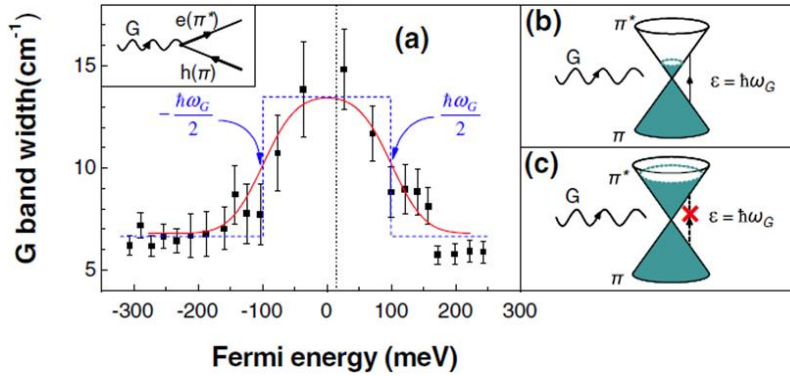 G band width(cm⁻¹)
15
10
5
G
e(π*)
h(π)
(a)
-ħω_G/2
ħω_G/2
-300 -200 -100 0 100 200 300
Fermi energy (meV)
(b)
π*
G
ε = ħω_G
π
(c)
π*
G
ε = ħω_G
π